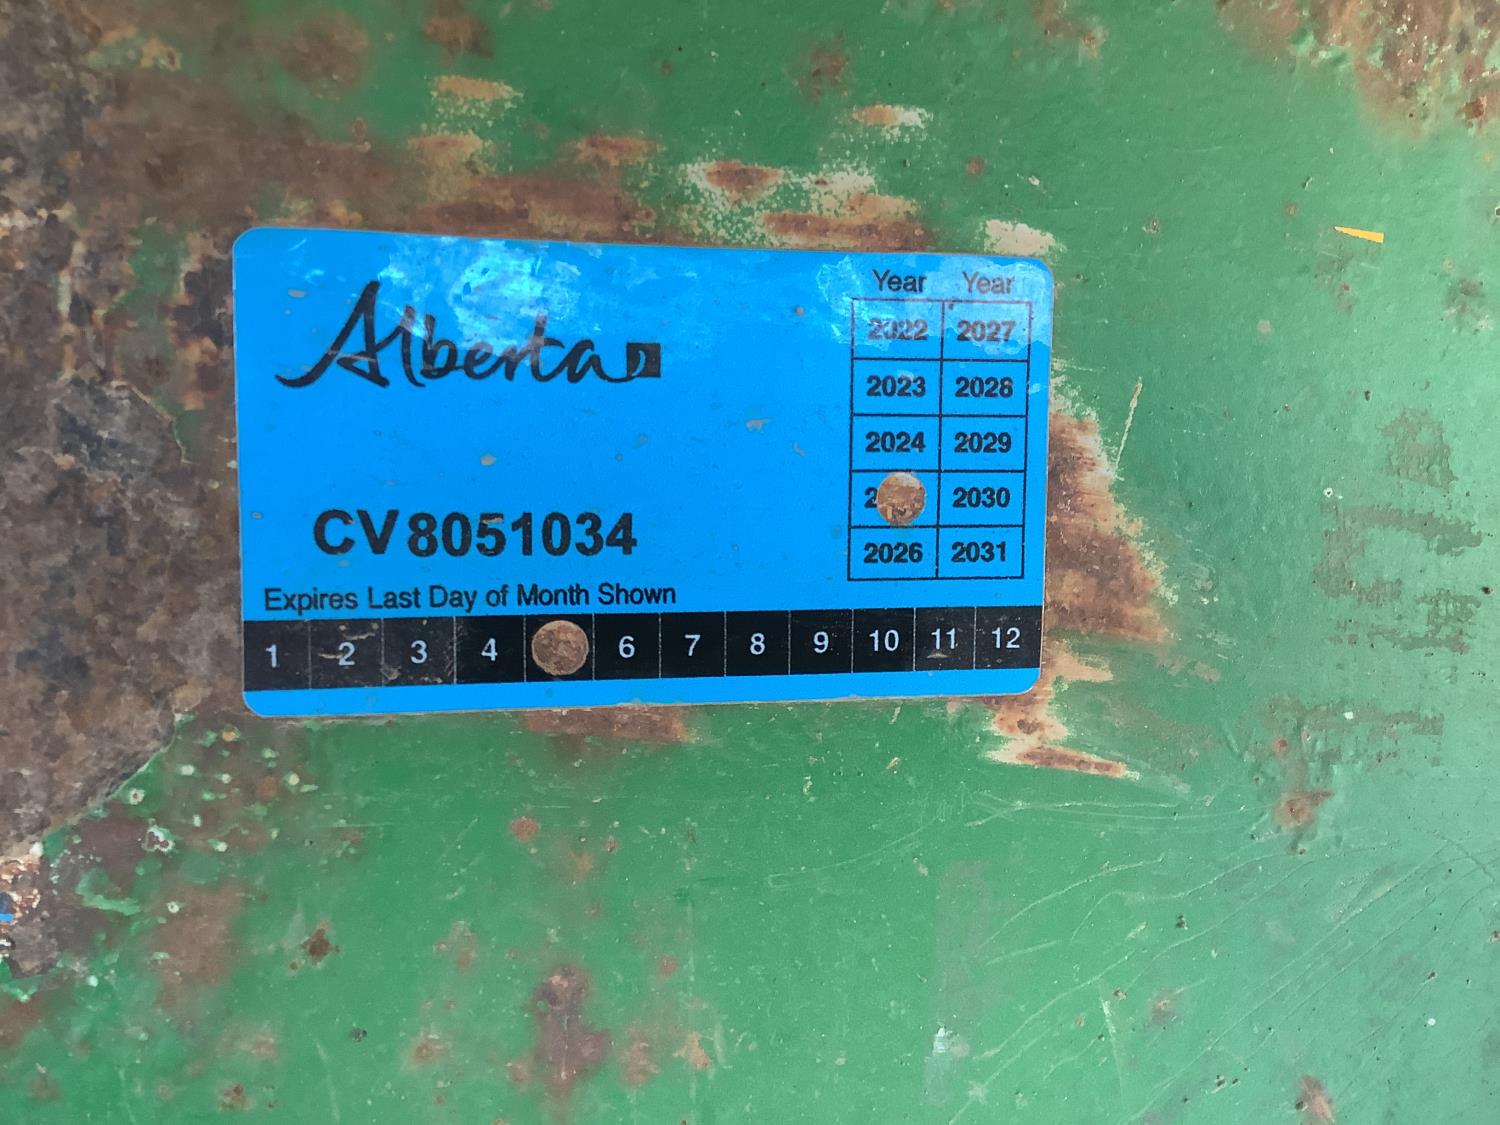 Alberta
Year Year
2022 2027
2023 2028
2024 2029
2030
2026 2031
CV8051034
Expires Last Day of Month Shown
1 2 3 4 6 7 8 9 10 11 12